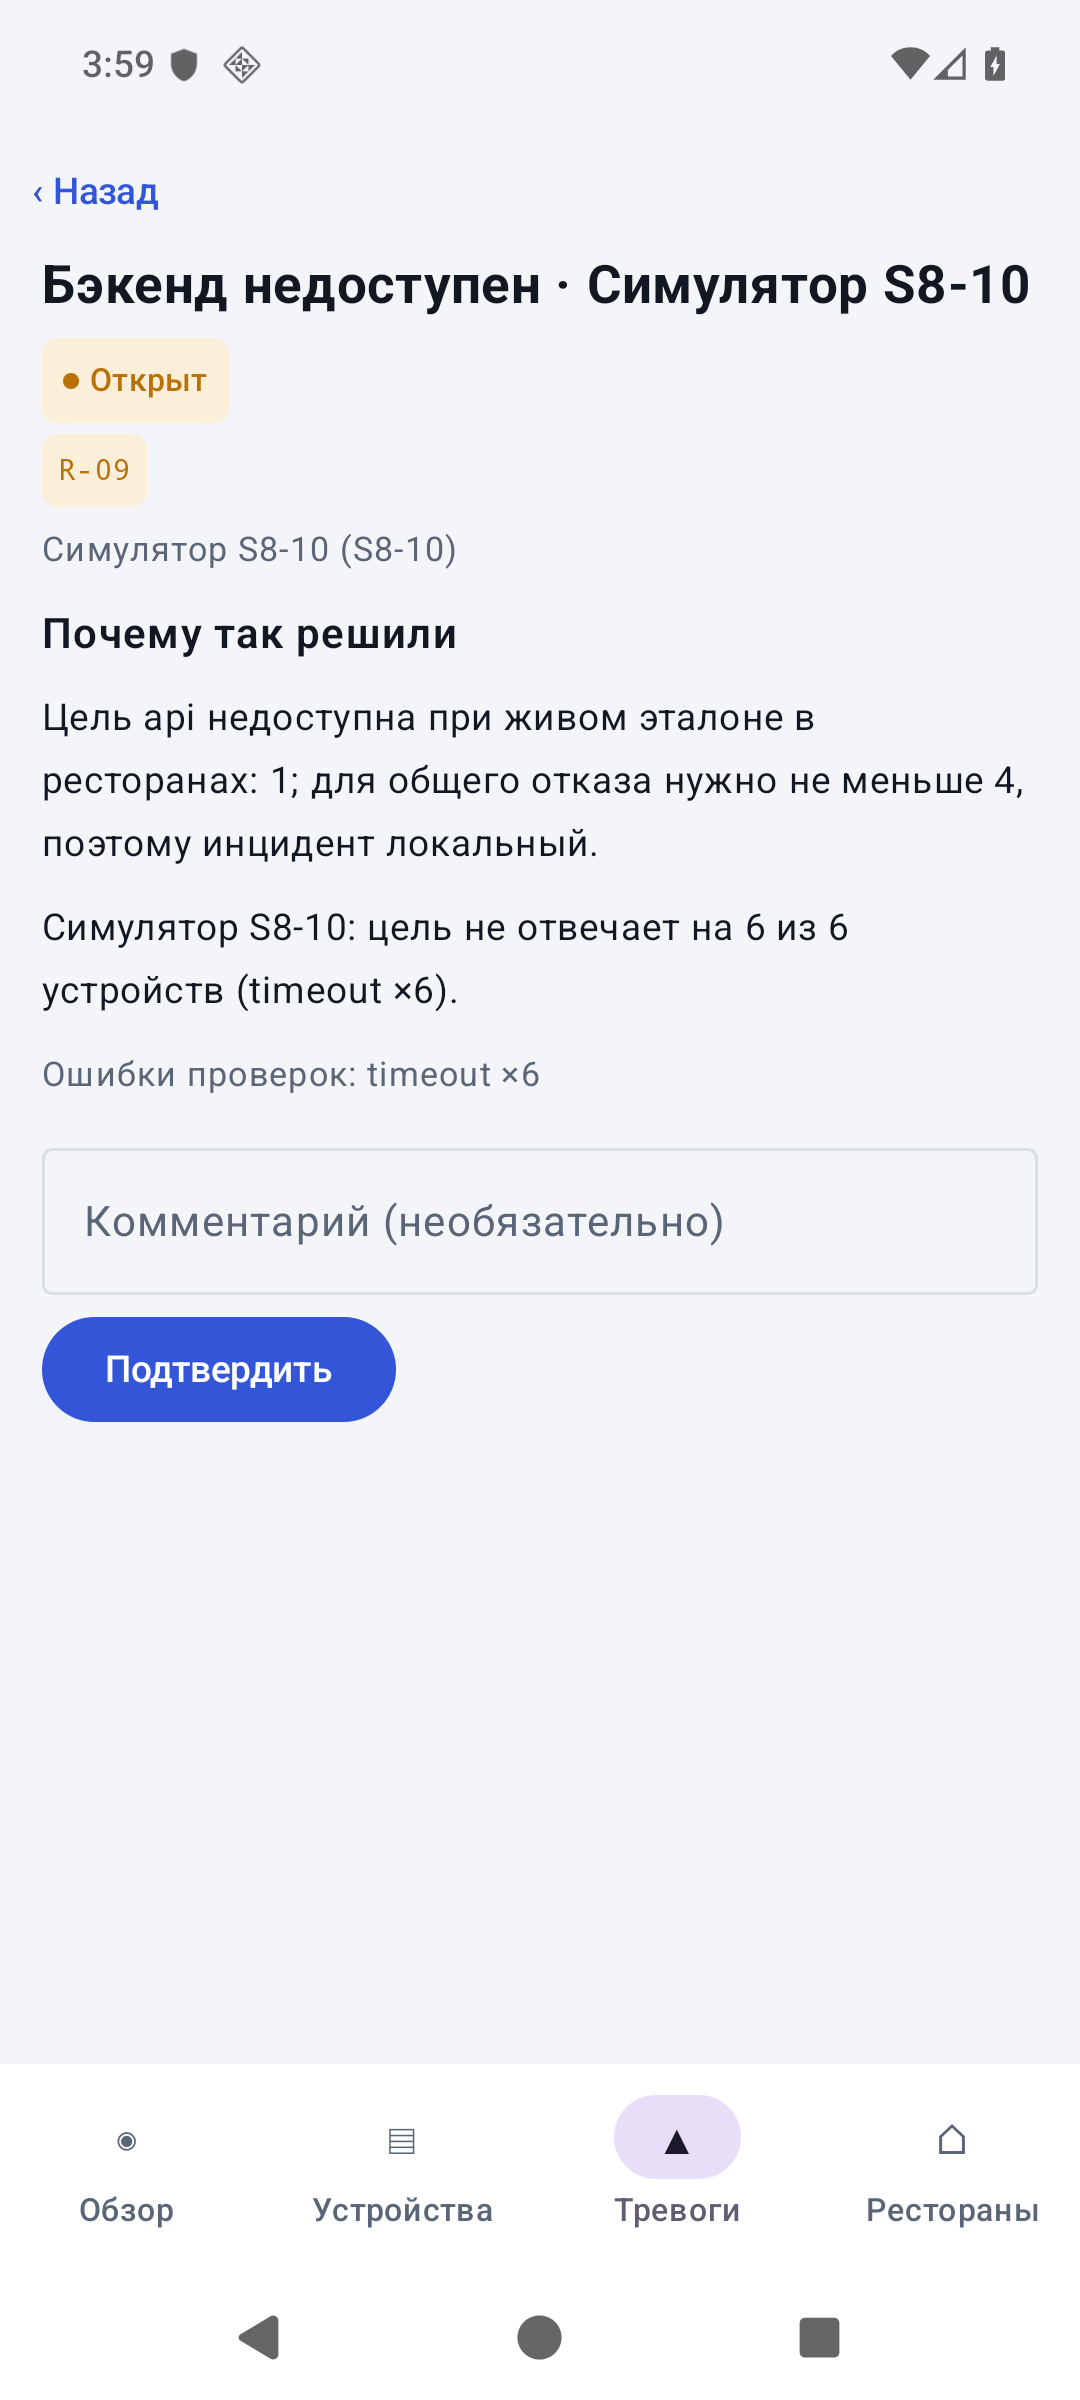 3:59
‹ Назад
Бэкенд недоступен · Симулятор S8-10
Открыт
R-09
Симулятор S8-10 (S8-10)
Почему так решили
Цель api недоступна при живом эталоне в
ресторанах: 1; для общего отказа нужно не меньше 4,
поэтому инцидент локальный.
Симулятор S8-10: цель не отвечает на 6 из 6
устройств (timeout ×6).
Ошибки проверок: timeout ×6
Комментарий (необязательно)
Подтвердить
Обзор
Устройства
Тревоги
Рестораны